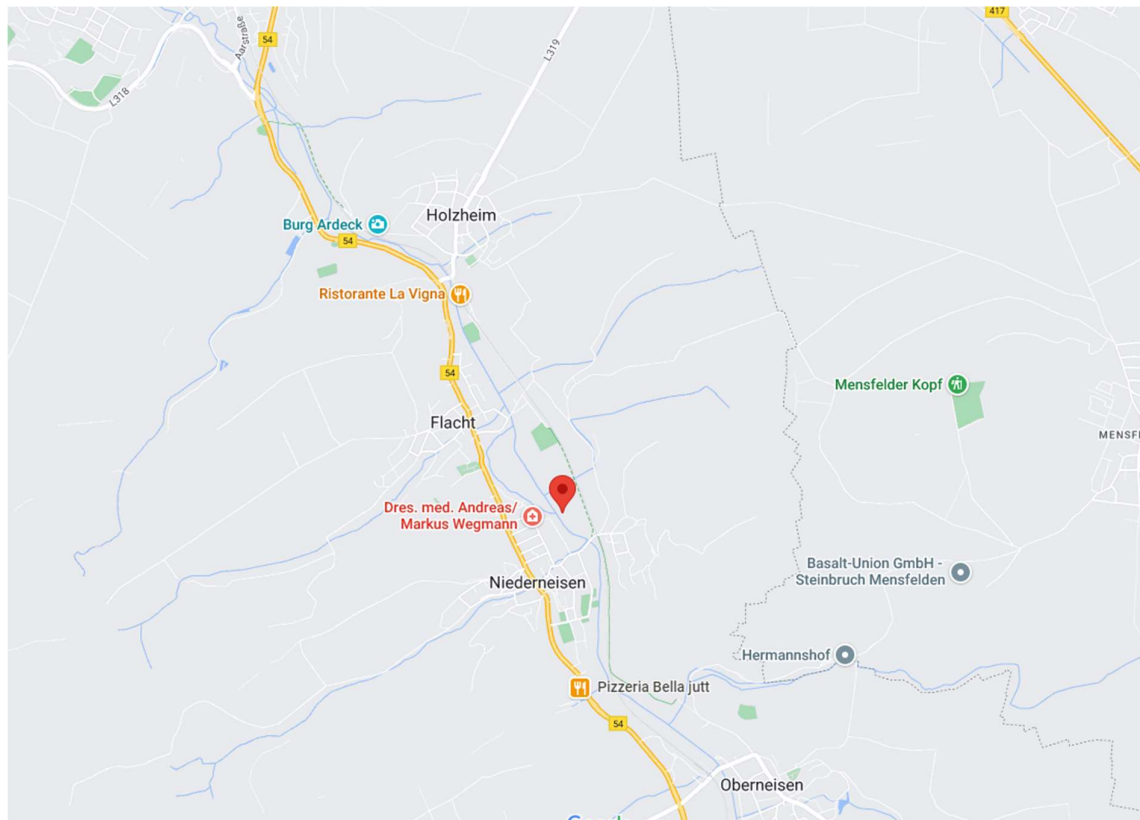 417
54
Aarstraße
L319
L318
Holzheim
Burg Ardeck
54
Ristorante La Vigna
54
Mensfelder Kopf
Flacht
MENSF
Dres. med. Andreas/
Markus Wegmann
Basalt-Union GmbH -
Steinbruch Mensfelden
Niederneisen
Hermannshof
Pizzeria Bella jutt
54
Oberneisen